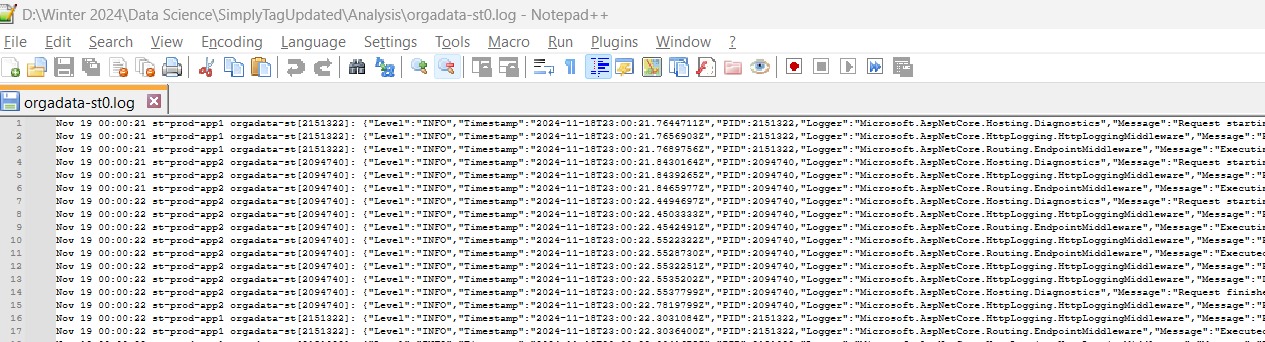 D:\Winter 2024\Data Science\SimplyTagUpdated\Analysis\orgadata-st0.log - Notepad++
File Edit Search View Encoding Language Settings Tools Macro Run Plugins Window ?
orgadata-st0.log
1 Nov 19 00:00:21 st-prod-app1 orgadata-st[2151322]: {"Level":"INFO","Timestamp":"2024-11-18T23:00:21.7644711Z","PID":2151322,"Logger":"Microsoft.AspNetCore.Hosting.Diagnostics","Message":"Request startin
2 Nov 19 00:00:21 st-prod-app1 orgadata-st[2151322]: {"Level":"INFO","Timestamp":"2024-11-18T23:00:21.7656903Z","PID":2151322,"Logger":"Microsoft.AspNetCore.HttpLogging.HttpLoggingMiddleware","Message":"R
3 Nov 19 00:00:21 st-prod-app1 orgadata-st[2151322]: {"Level":"INFO","Timestamp":"2024-11-18T23:00:21.7689756Z","PID":2151322,"Logger":"Microsoft.AspNetCore.Routing.EndpointMiddleware","Message":"Executin
4 Nov 19 00:00:21 st-prod-app2 orgadata-st[2094740]: {"Level":"INFO","Timestamp":"2024-11-18T23:00:21.8430164Z","PID":2094740,"Logger":"Microsoft.AspNetCore.Hosting.Diagnostics","Message":"Request startin
5 Nov 19 00:00:21 st-prod-app2 orgadata-st[2094740]: {"Level":"INFO","Timestamp":"2024-11-18T23:00:21.8439265Z","PID":2094740,"Logger":"Microsoft.AspNetCore.HttpLogging.HttpLoggingMiddleware","Message":"R
6 Nov 19 00:00:21 st-prod-app2 orgadata-st[2094740]: {"Level":"INFO","Timestamp":"2024-11-18T23:00:21.8465977Z","PID":2094740,"Logger":"Microsoft.AspNetCore.Routing.EndpointMiddleware","Message":"Executin
7 Nov 19 00:00:22 st-prod-app2 orgadata-st[2094740]: {"Level":"INFO","Timestamp":"2024-11-18T23:00:22.4494697Z","PID":2094740,"Logger":"Microsoft.AspNetCore.Hosting.Diagnostics","Message":"Request startin
8 Nov 19 00:00:22 st-prod-app2 orgadata-st[2094740]: {"Level":"INFO","Timestamp":"2024-11-18T23:00:22.4503333Z","PID":2094740,"Logger":"Microsoft.AspNetCore.HttpLogging.HttpLoggingMiddleware","Message":"R
9 Nov 19 00:00:22 st-prod-app2 orgadata-st[2094740]: {"Level":"INFO","Timestamp":"2024-11-18T23:00:22.4542491Z","PID":2094740,"Logger":"Microsoft.AspNetCore.Routing.EndpointMiddleware","Message":"Executin
10 Nov 19 00:00:22 st-prod-app2 orgadata-st[2094740]: {"Level":"INFO","Timestamp":"2024-11-18T23:00:22.5522322Z","PID":2094740,"Logger":"Microsoft.AspNetCore.HttpLogging.HttpLoggingMiddleware","Message":"R
11 Nov 19 00:00:22 st-prod-app2 orgadata-st[2094740]: {"Level":"INFO","Timestamp":"2024-11-18T23:00:22.5528730Z","PID":2094740,"Logger":"Microsoft.AspNetCore.Routing.EndpointMiddleware","Message":"Executed
12 Nov 19 00:00:22 st-prod-app2 orgadata-st[2094740]: {"Level":"INFO","Timestamp":"2024-11-18T23:00:22.5532251Z","PID":2094740,"Logger":"Microsoft.AspNetCore.HttpLogging.HttpLoggingMiddleware","Message":"R
13 Nov 19 00:00:22 st-prod-app2 orgadata-st[2094740]: {"Level":"INFO","Timestamp":"2024-11-18T23:00:22.5535202Z","PID":2094740,"Logger":"Microsoft.AspNetCore.HttpLogging.HttpLoggingMiddleware","Message":"R
14 Nov 19 00:00:22 st-prod-app2 orgadata-st[2094740]: {"Level":"INFO","Timestamp":"2024-11-18T23:00:22.5537799Z","PID":2094740,"Logger":"Microsoft.AspNetCore.Hosting.Diagnostics","Message":"Request finishe
15 Nov 19 00:00:22 st-prod-app2 orgadata-st[2094740]: {"Level":"INFO","Timestamp":"2024-11-18T23:00:22.7819799Z","PID":2094740,"Logger":"Microsoft.AspNetCore.HttpLogging.HttpLoggingMiddleware","Message":"R
16 Nov 19 00:00:22 st-prod-app1 orgadata-st[2151322]: {"Level":"INFO","Timestamp":"2024-11-18T23:00:22.3031084Z","PID":2151322,"Logger":"Microsoft.AspNetCore.HttpLogging.HttpLoggingMiddleware","Message":"R
17 Nov 19 00:00:22 st-prod-app1 orgadata-st[2151322]: {"Level":"INFO","Timestamp":"2024-11-18T23:00:22.3036400Z","PID":2151322,"Logger":"Microsoft.AspNetCore.Routing.EndpointMiddleware","Message":"Executed